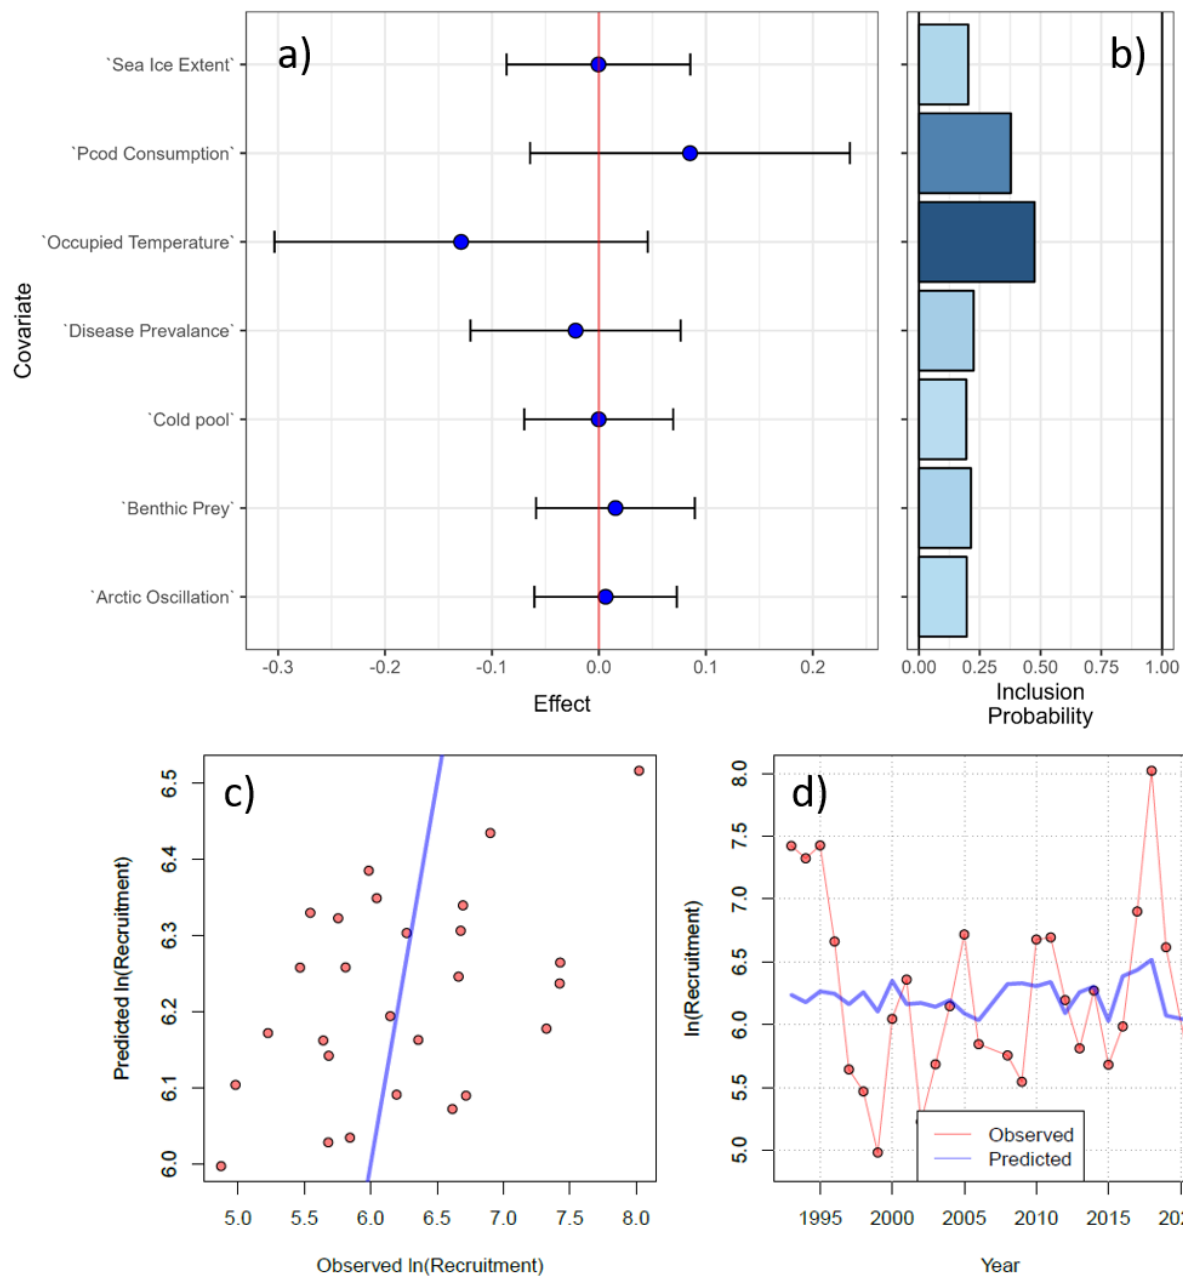 a)
b)
`Sea Ice Extent`
`Pcod Consumption`
`Occupied Temperature`
`Disease Prevalance`
`Cold pool`
`Benthic Prey`
`Arctic Oscillation`
Covariate
-0.3 -0.2 -0.1 0.0 0.1 0.2
Effect
0.00 0.25 0.50 0.75 1.00
Inclusion
Probability
c)
6.5
6.4
6.3
6.2
6.1
6.0
Predicted ln(Recruitment)
5.0 5.5 6.0 6.5 7.0 7.5 8.0
Observed ln(Recruitment)
d)
8.0
7.5
7.0
6.5
6.0
5.5
5.0
ln(Recruitment)
Observed
Predicted
1995 2000 2005 2010 2015
Year